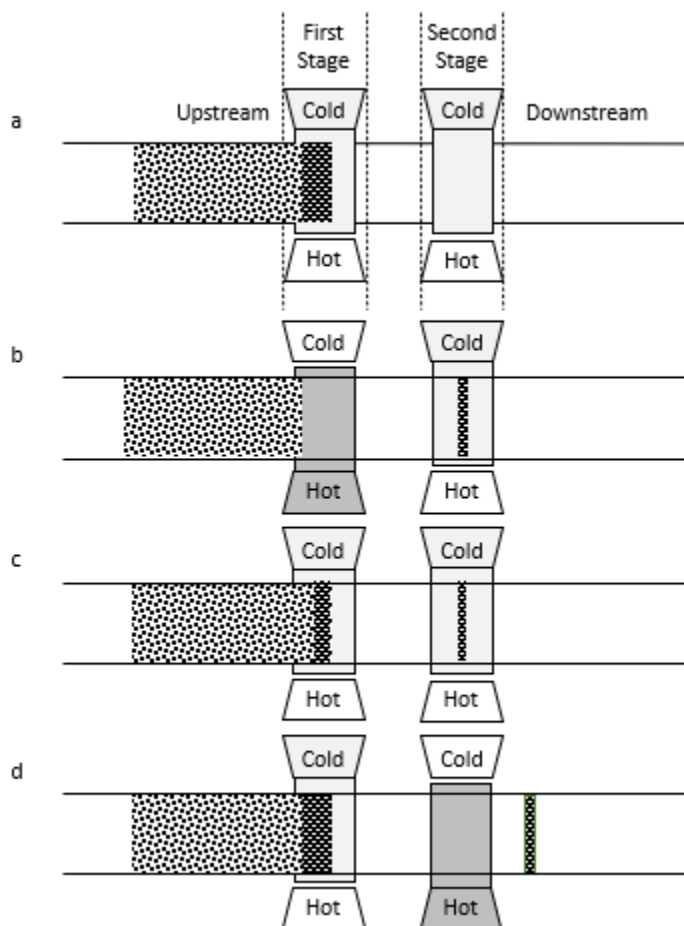 First Stage
Second Stage
Upstream
Cold
Cold
Downstream
a
Hot
Hot
Cold
Cold
b
Hot
Hot
Cold
Cold
c
Hot
Hot
Cold
Cold
d
Hot
Hot